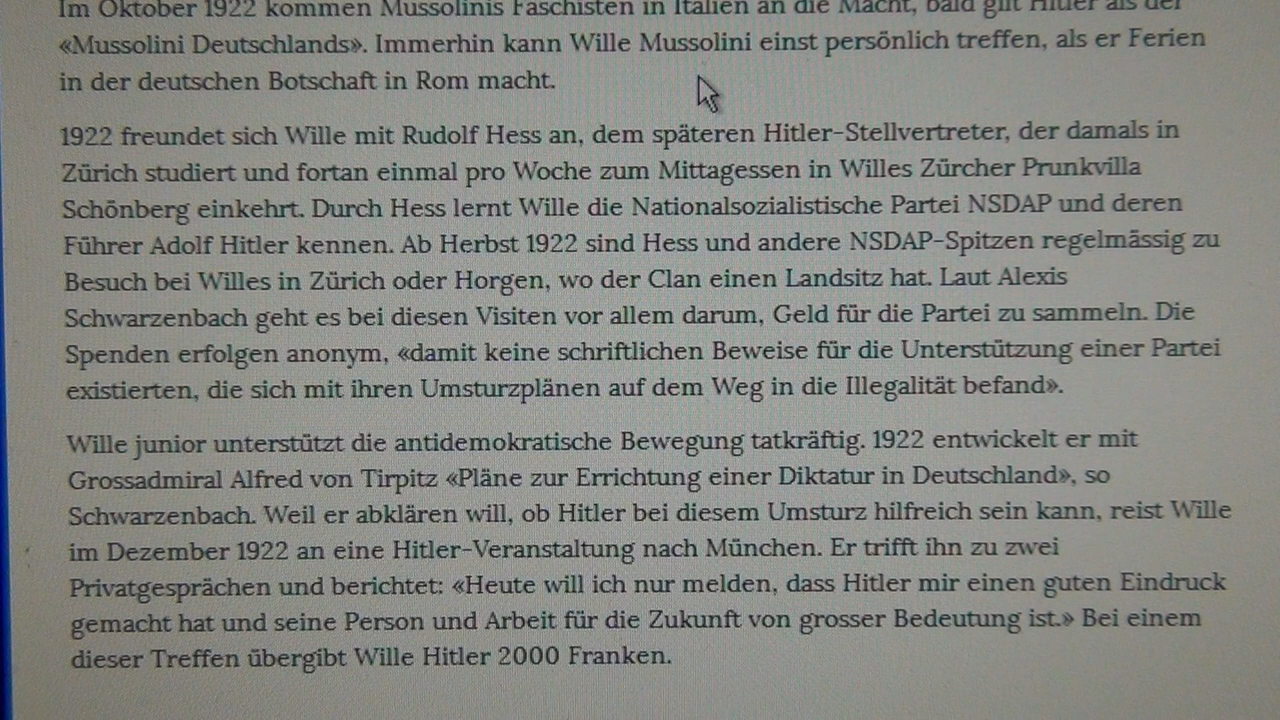 Im Oktober 1922 kommen Mussolinis Faschisten in Italien an die Macht, bald gilt Hitler als der
«Mussolini Deutschlands». Immerhin kann Wille Mussolini einst persönlich treffen, als er Ferien
in der deutschen Botschaft in Rom macht.
1922 freundet sich Wille mit Rudolf Hess an, dem späteren Hitler-Stellvertreter, der damals in
Zürich studiert und fortan einmal pro Woche zum Mittagessen in Willes Zürcher Prunkvilla
Schönberg einkehrt. Durch Hess lernt Wille die Nationalsozialistische Partei NSDAP und deren
Führer Adolf Hitler kennen. Ab Herbst 1922 sind Hess und andere NSDAP-Spitzen regelmässig zu
Besuch bei Willes in Zürich oder Horgen, wo der Clan einen Landsitz hat. Laut Alexis
Schwarzenbach geht es bei diesen Visiten vor allem darum, Geld für die Partei zu sammeln. Die
Spenden erfolgen anonym, «damit keine schriftlichen Beweise für die Unterstützung einer Partei
existierten, die sich mit ihren Umsturzplänen auf dem Weg in die Illegalität befand».
Wille junior unterstützt die antidemokratische Bewegung tatkräftig. 1922 entwickelt er mit
Grossadmiral Alfred von Tirpitz «Pläne zur Errichtung einer Diktatur in Deutschland», so
Schwarzenbach. Weil er abklären will, ob Hitler bei diesem Umsturz hilfreich sein kann, reist Wille
im Dezember 1922 an eine Hitler-Veranstaltung nach München. Er trifft ihn zu zwei
Privatgesprächen und berichtet: «Heute will ich nur melden, dass Hitler mir einen guten Eindruck
gemacht hat und seine Person und Arbeit für die Zukunft von grosser Bedeutung ist.» Bei einem
dieser Treffen übergibt Wille Hitler 2000 Franken.